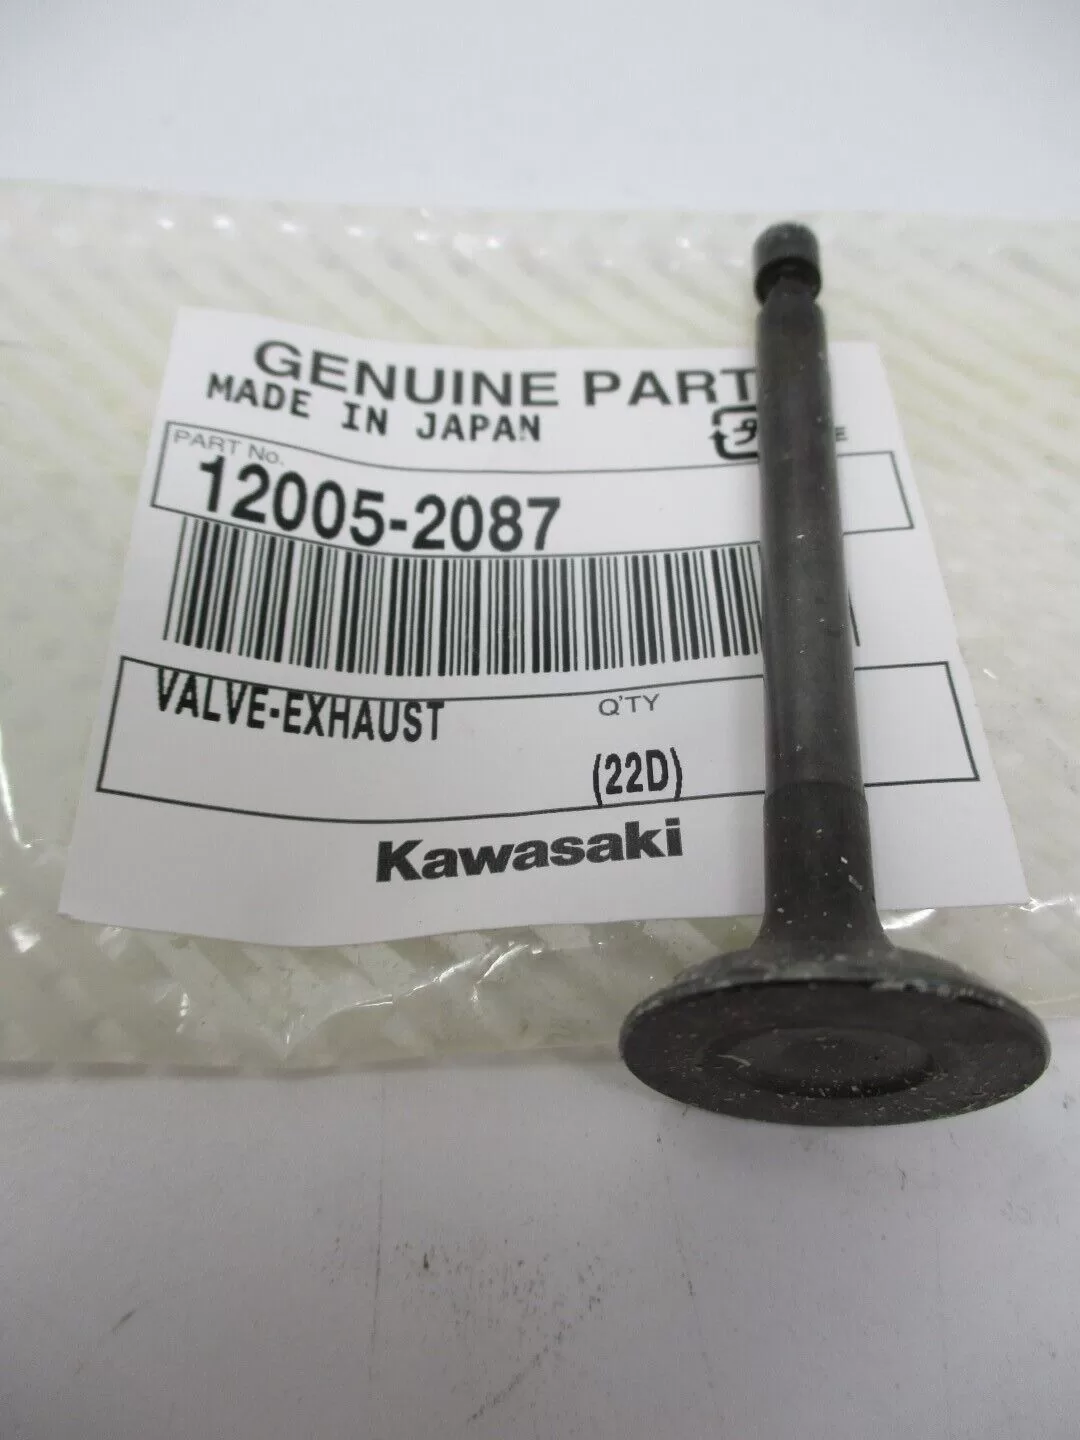 GENUINE PART
MADE IN JAPAN
PART No.
12005-2087
VALVE-EXHAUST
Q'TY
(22D)
Kawasaki